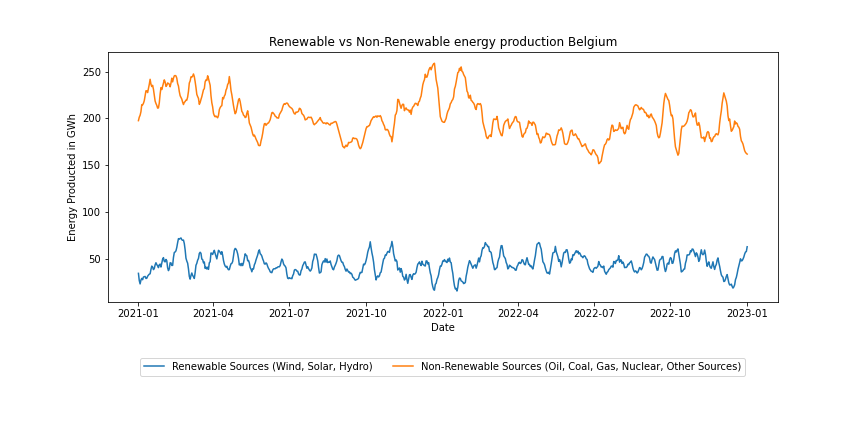 Renewable vs Non-Renewable energy production Belgium
Energy Producted in GWh
250
200
150
100
50
2021-01 2021-04 2021-07 2021-10 2022-01 2022-04 2022-07 2022-10 2023-01
Date
Renewable Sources (Wind, Solar, Hydro) Non-Renewable Sources (Oil, Coal, Gas, Nuclear, Other Sources)